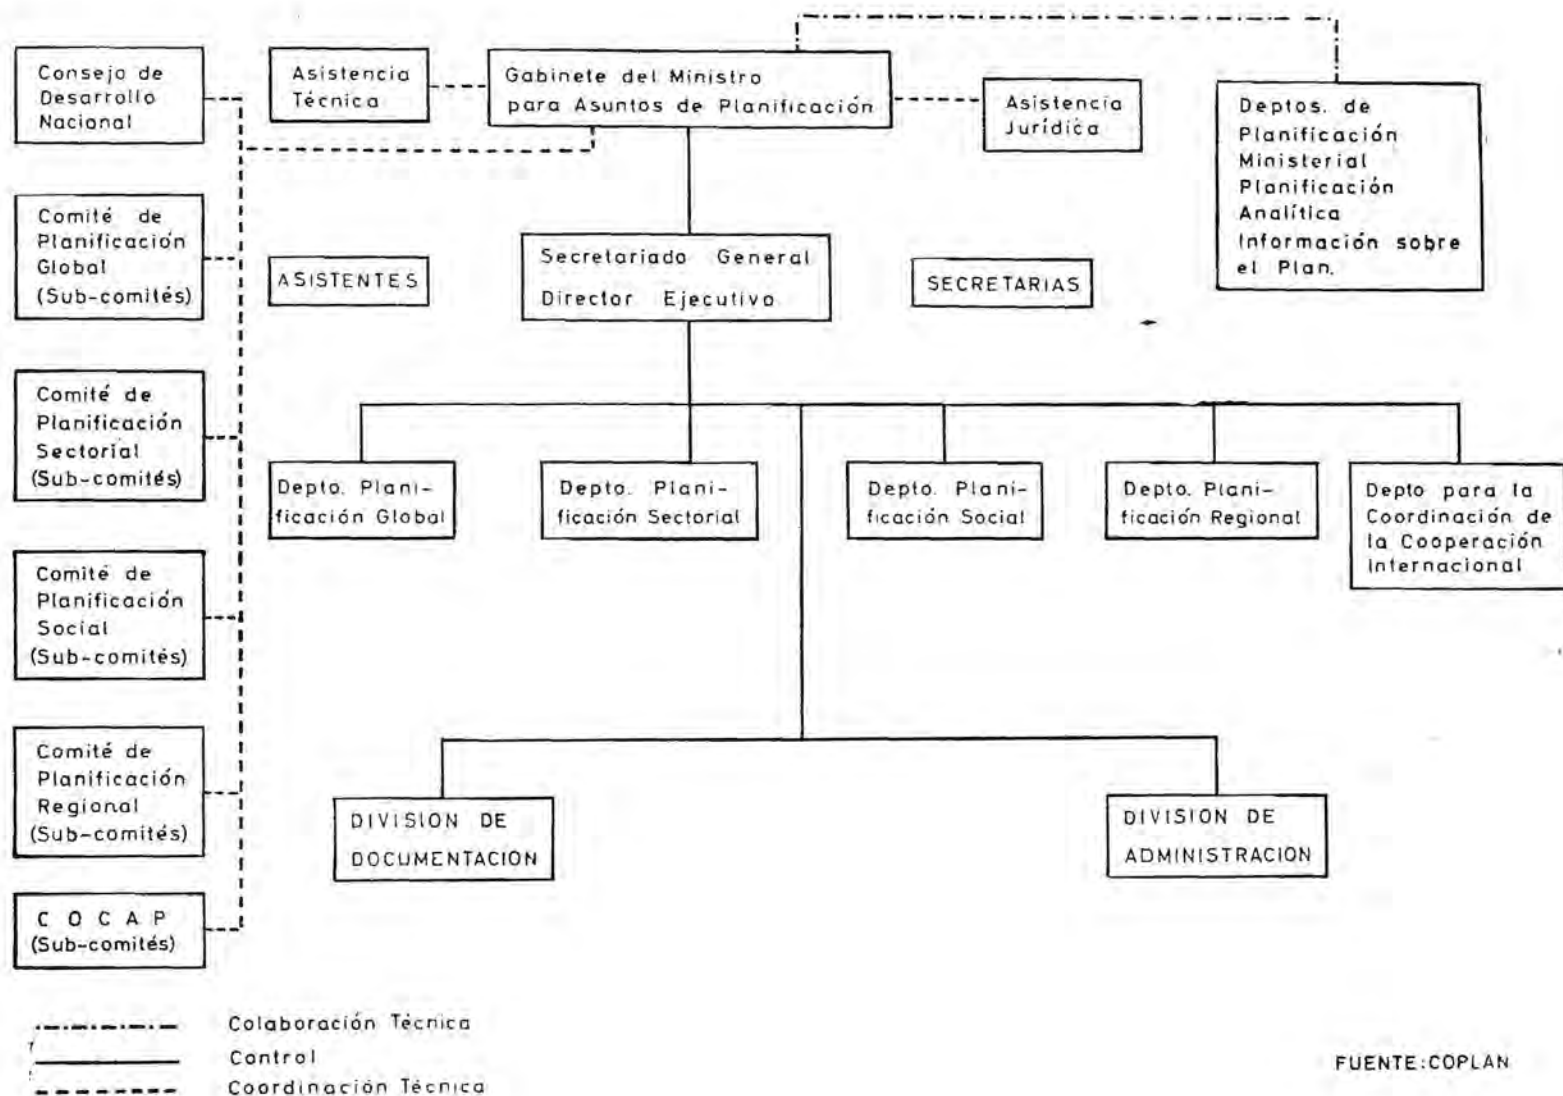 Consejo de
Desarrollo
Nacional
Asistencia
Técnica
Gabinete del Ministro
para Asuntos de Planificación
Asistencia
Jurídica
Deptos. de
Planificación
Ministerial
Planificación
Analítica
Información sobre
el Plan.
Comité de
Planificación
Global
(Sub-comités)
ASISTENTES
Secretariado General
Director Ejecutivo
SECRETARIAS
Comité de
Planificación
Sectorial
(Sub-comités)
Depto. Plani-
ficación Global
Depto. Plani-
ficación Sectorial
Depto. Plani-
ficación Social
Depto. Plani-
ficación Regional
Depto para la
Coordinación de
la Cooperación
Internacional
Comité de
Planificación
Social
(Sub-comités)
Comité de
Planificación
Regional
(Sub-comités)
DIVISION DE
DOCUMENTACION
DIVISION DE
ADMINISTRACION
C O C A P
(Sub-comités)
Colaboración Técnica
Control
Coordinación Técnica
FUENTE:COPLAN